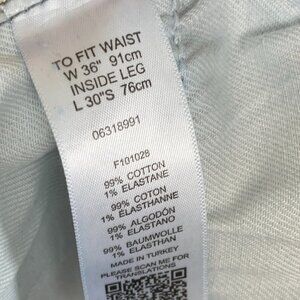 TO FIT WAIST
W 36" 91cm
INSIDE LEG
L 30"S 76cm
06318991
F101028
99% COTTON
1% ELASTANE
99% COTON
1% ELASTHANNE
99% ALGODÓN
1% ELASTANO
99% BAUMWOLLE
1% ELASTHAN
MADE IN TURKEY
PLEASE SCAN ME FOR
TRANSLATIONS